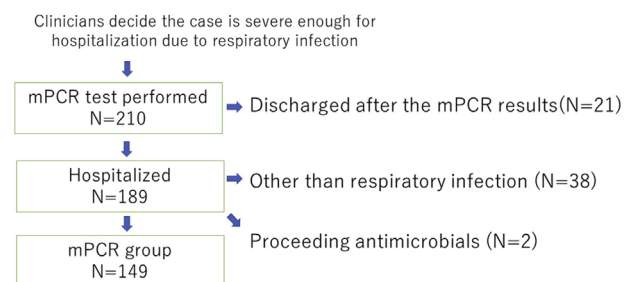 Clinicians decide the case is severe enough for
hospitalization due to respiratory infection
mPCR test performed
N=210
Discharged after the mPCR results(N=21)
Hospitalized
N=189
Other than respiratory infection (N=38)
Proceeding antimicrobials (N=2)
mPCR group
N=149